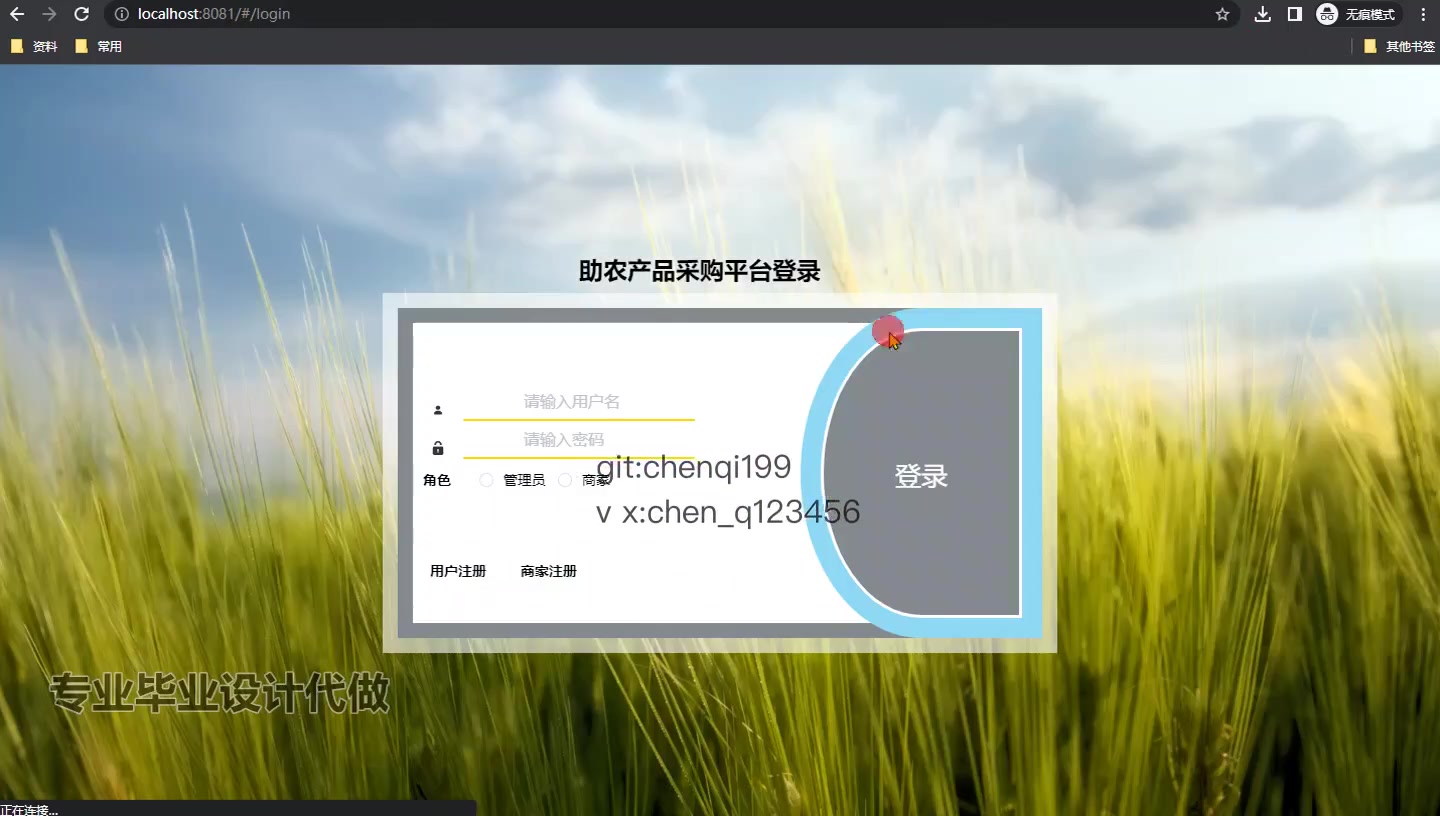 localhost:8081/#/login
无痕模式
资料
常用
其他书签
助农产品采购平台登录
请输入用户名
请输入密码
角色
管理员
商家
git:chenqi199
登录
v x:chen_q123456
用户注册
商家注册
专业毕业设计代做
正在连接...